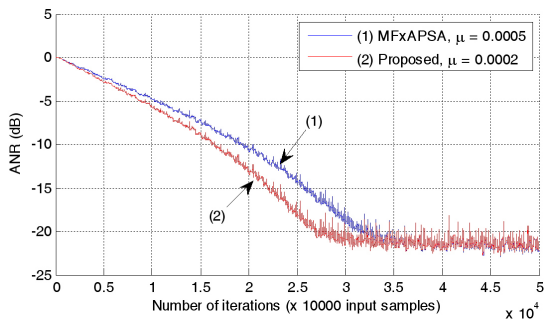 5
0
-5
-10
-15
-20
-25
ANR (dB)
(1) MFxAPSA, μ = 0.0005
(2) Proposed, μ = 0.0002
(1)
(2)
0 0.5 1 1.5 2 2.5 3 3.5 4 4.5 5
Number of iterations (x 10000 input samples)
x 10^4